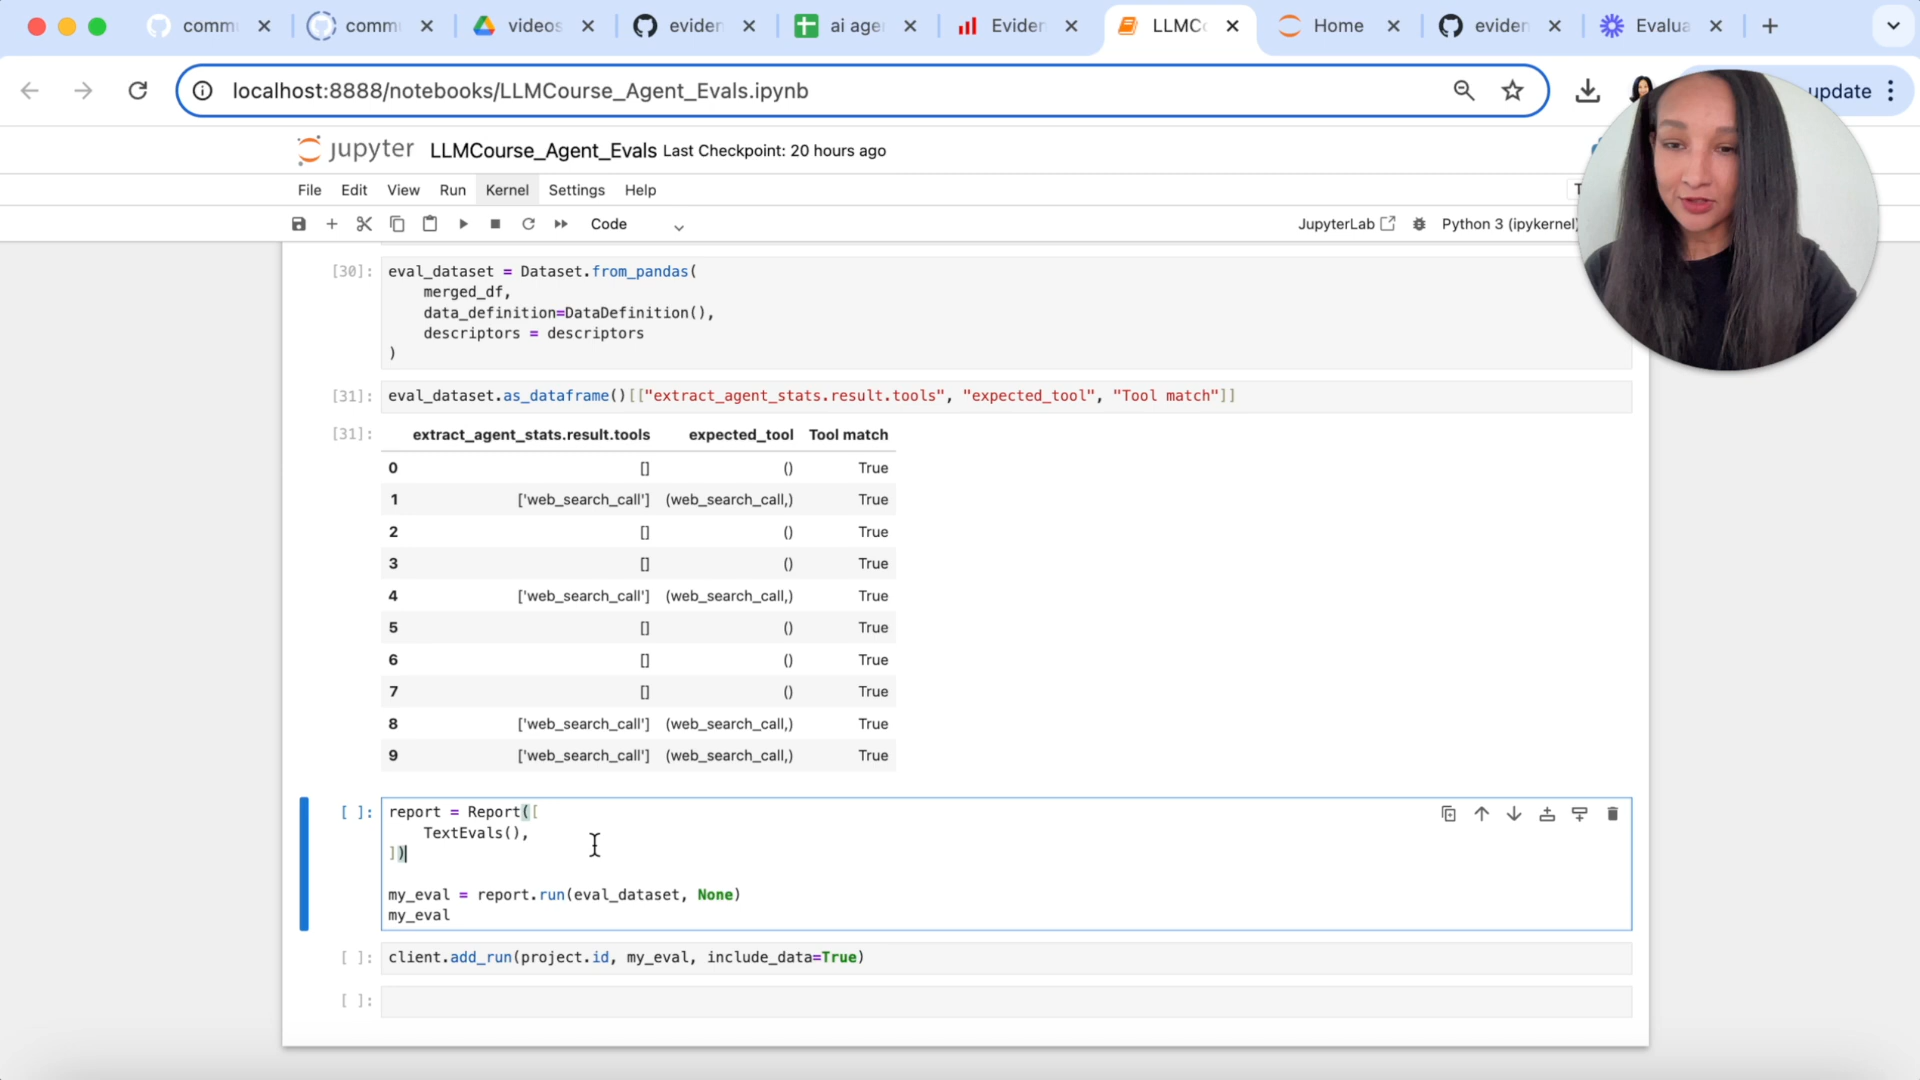 comm
comm
videos
eviden
ai age
Eviden
LLMCo
Home
eviden
Evalua
localhost:8888/notebooks/LLMCourse_Agent_Evals.ipynb
update
jupyter LLMCourse_Agent_Evals Last Checkpoint: 20 hours ago
File Edit View Run Kernel Settings Help
Code
JupyterLab
Python 3 (ipykernel)
[30]: eval_dataset = Dataset.from_pandas(
merged_df,
data_definition=DataDefinition(),
descriptors = descriptors
)
[31]: eval_dataset.as_dataframe()[["extract_agent_stats.result.tools", "expected_tool", "Tool match"]]
[31]: extract_agent_stats.result.tools expected_tool Tool match
0 [] () True
1 ['web_search_call'] (web_search_call,) True
2 [] () True
3 [] () True
4 ['web_search_call'] (web_search_call,) True
5 [] () True
6 [] () True
7 [] () True
8 ['web_search_call'] (web_search_call,) True
9 ['web_search_call'] (web_search_call,) True
[ ]: report = Report([
TextEvals(),
])
my_eval = report.run(eval_dataset, None)
my_eval
[ ]: client.add_run(project.id, my_eval, include_data=True)
[ ]: